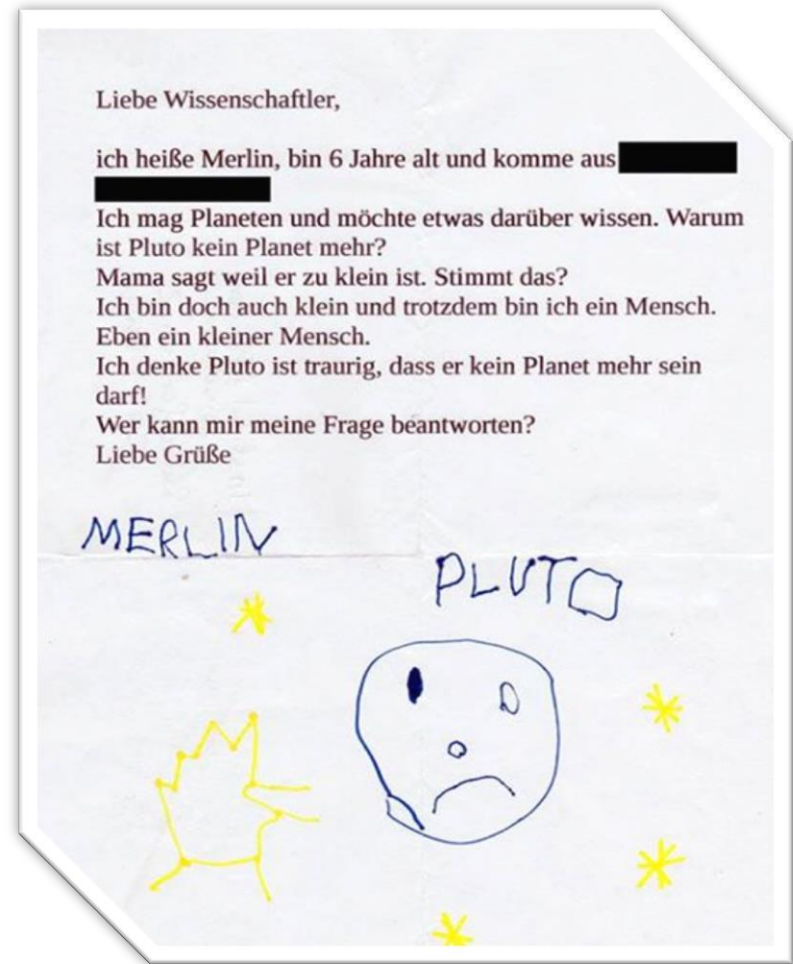 Liebe Wissenschaftler,
ich heiße Merlin, bin 6 Jahre alt und komme aus
Ich mag Planeten und möchte etwas darüber wissen. Warum
ist Pluto kein Planet mehr?
Mama sagt weil er zu klein ist. Stimmt das?
Ich bin doch auch klein und trotzdem bin ich ein Mensch.
Eben ein kleiner Mensch.
Ich denke Pluto ist traurig, dass er kein Planet mehr sein
darf!
Wer kann mir meine Frage beantworten?
Liebe Grüße
MERLIN
PLUTO